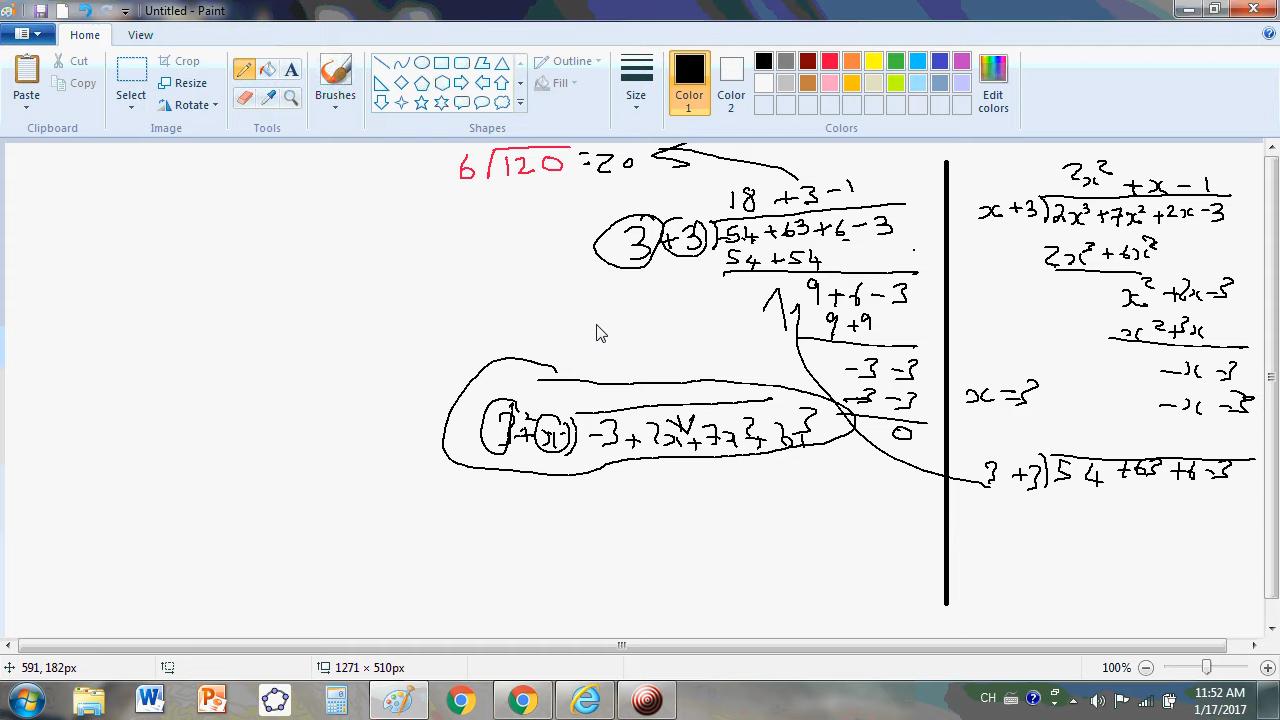 Untitled - Paint
Home
View
Paste
Cut
Copy
Clipboard
Select
Crop
Resize
Rotate
Image
Tools
Brushes
Outline
Fill
Shapes
Size
Color 1
Color 2
Edit colors
Colors
6 120 =20
18 +3 -1
3 +3) 54 +63 +6 -3
54 +54
9 +6 -3
9 +9
-3 -3
-3 -3
0
2x² + x - 1
x+3) 2x³ +7x² +2x -3
2x³ +6x²
x² +2x -3
x² +3x
-x -3
-x -3
x = 3
3 +3) 54 +63 +6 -3
591, 182px
1271 × 510px
100%
CH
11:52 AM
1/17/2017